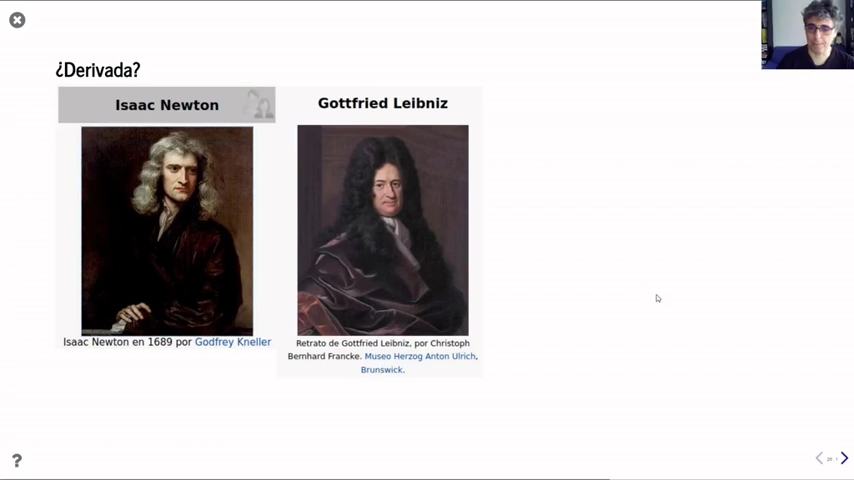 ¿Derivada?
Isaac Newton
Gottfried Leibniz
Isaac Newton en 1689 por Godfrey Kneller
Retrato de Gottfried Leibniz, por Christoph
Bernhard Francke. Museo Herzog Anton Ulrich,
Brunswick.
?